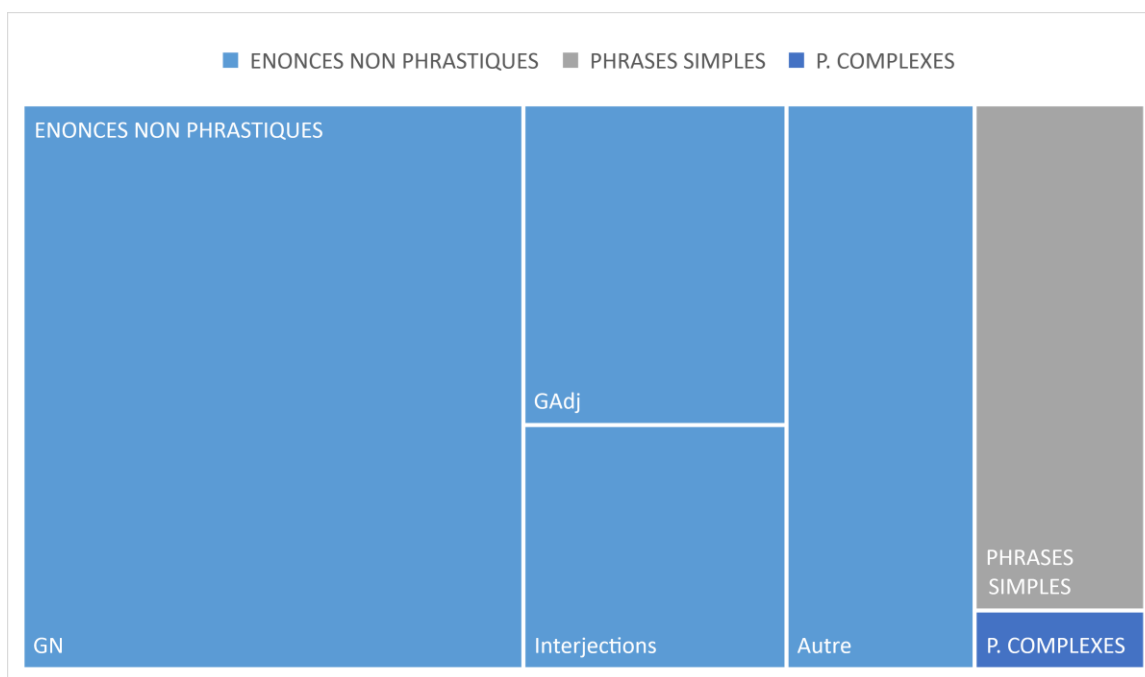 ENONCES NON PHRASTIQUES PHRASES SIMPLES P. COMPLEXES
ENONCES NON PHRASTIQUES
GN
GAdj
Interjections
Autre
PHRASES
SIMPLES
P. COMPLEXES